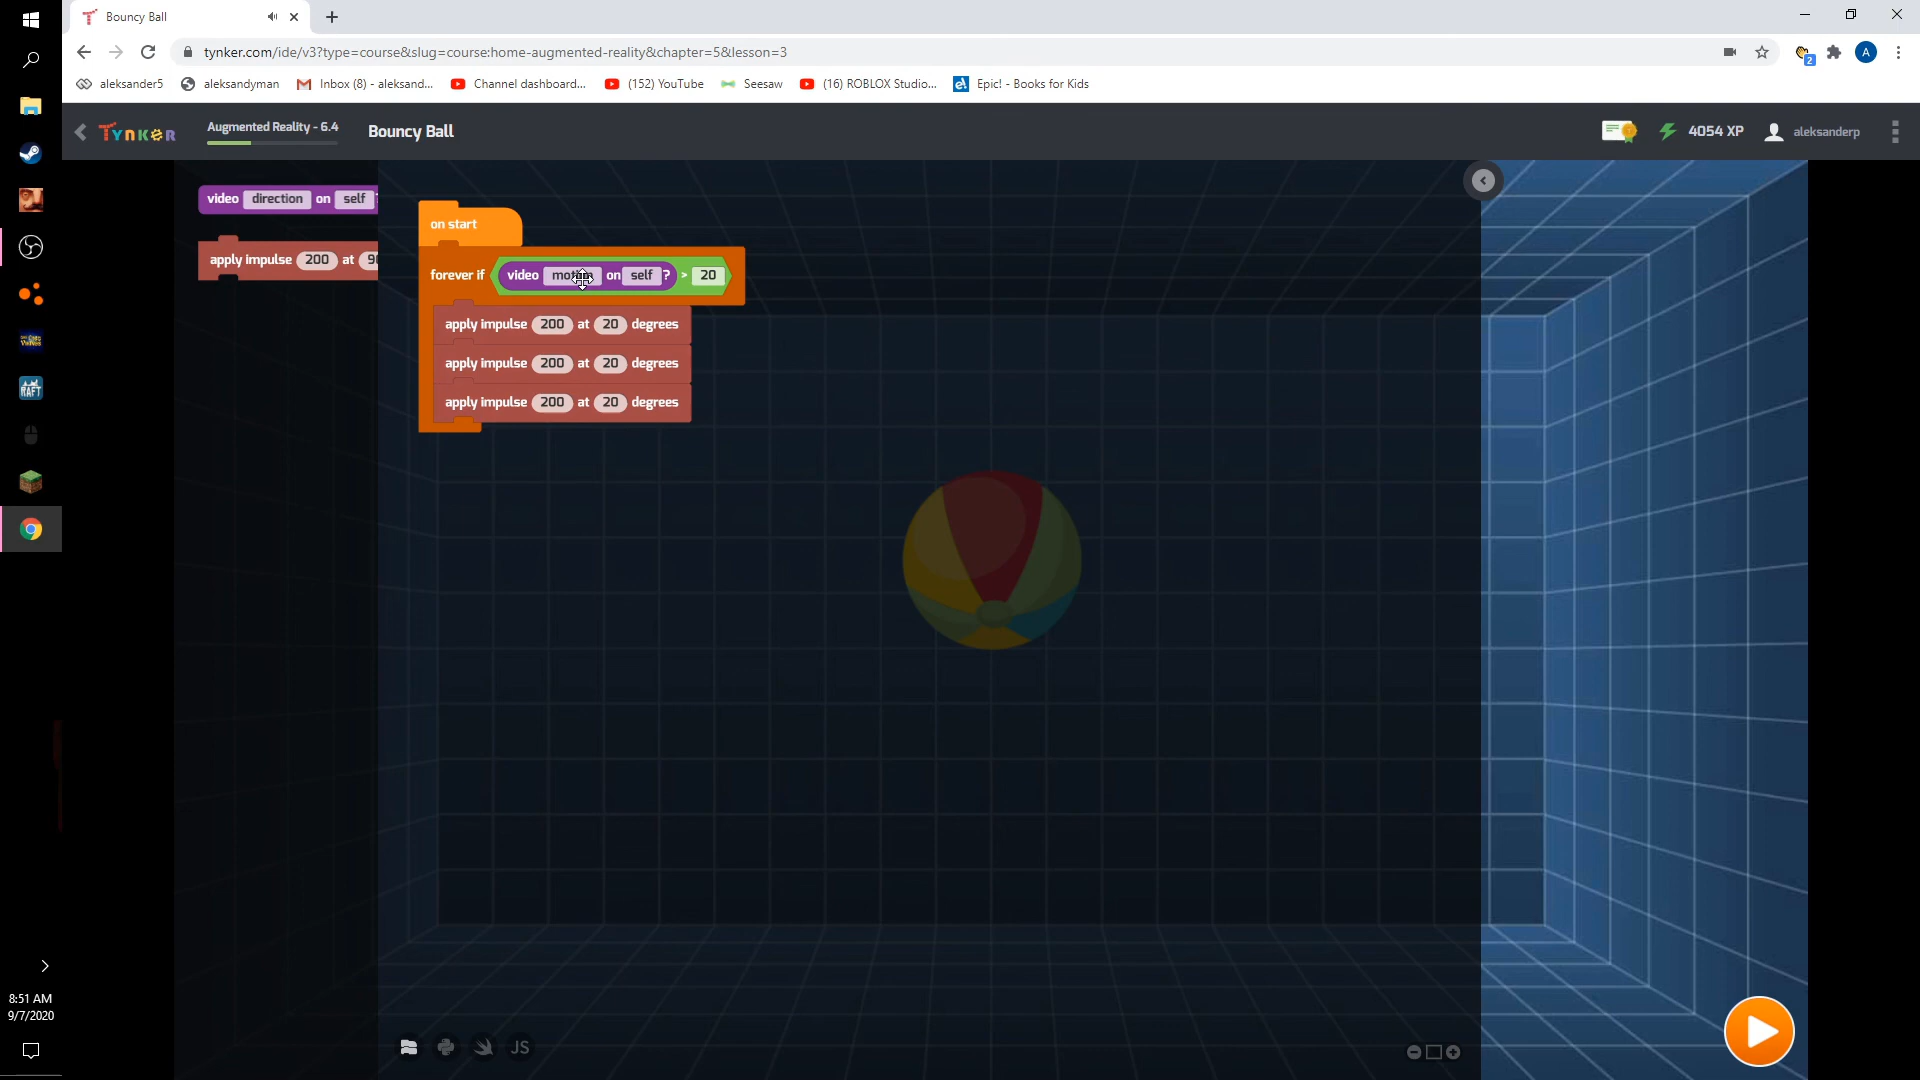 Bouncy Ball
tynker.com/ide/v3?type=course&slug=course:home-augmented-reality&chapter=5&lesson=3
A
2
aleksander5
aleksandyman
Inbox (8) - aleksand...
Channel dashboard...
(152) YouTube
Seesaw
(16) ROBLOX Studio...
Epic! - Books for Kids
TYNKER
Augmented Reality - 6.4
Bouncy Ball
4054 XP
aleksanderp
video direction on self
apply impulse 200 at
on start
forever if video motion on self ? > 20
apply impulse 200 at 20 degrees
apply impulse 200 at 20 degrees
apply impulse 200 at 20 degrees
RAFT
JS
8:51 AM
9/7/2020